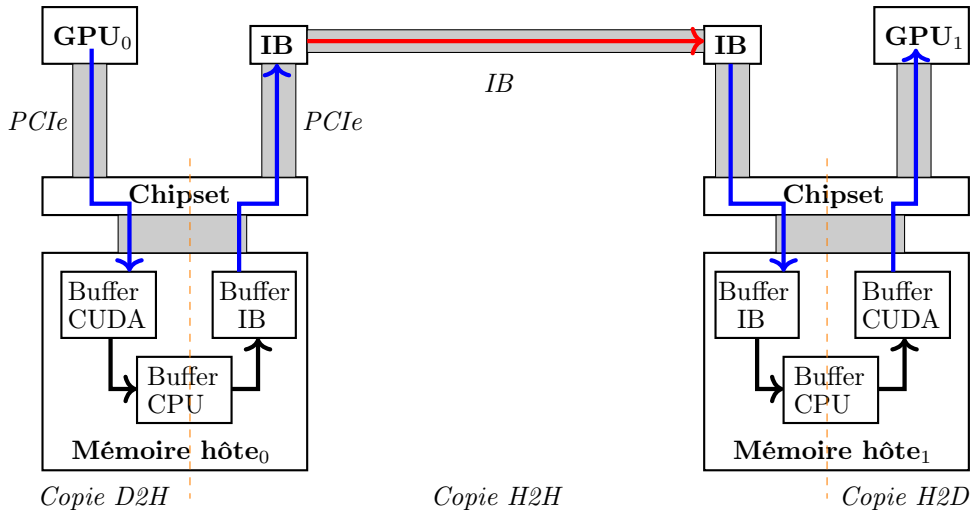 GPU₀
IB
IB
GPU₁
PCIe
PCIe
IB
Chipset
Chipset
Buffer
CUDA
Buffer
IB
Buffer
CPU
Mémoire hôte₀
Buffer
IB
Buffer
CUDA
Buffer
CPU
Mémoire hôte₁
Copie D2H
Copie H2H
Copie H2D